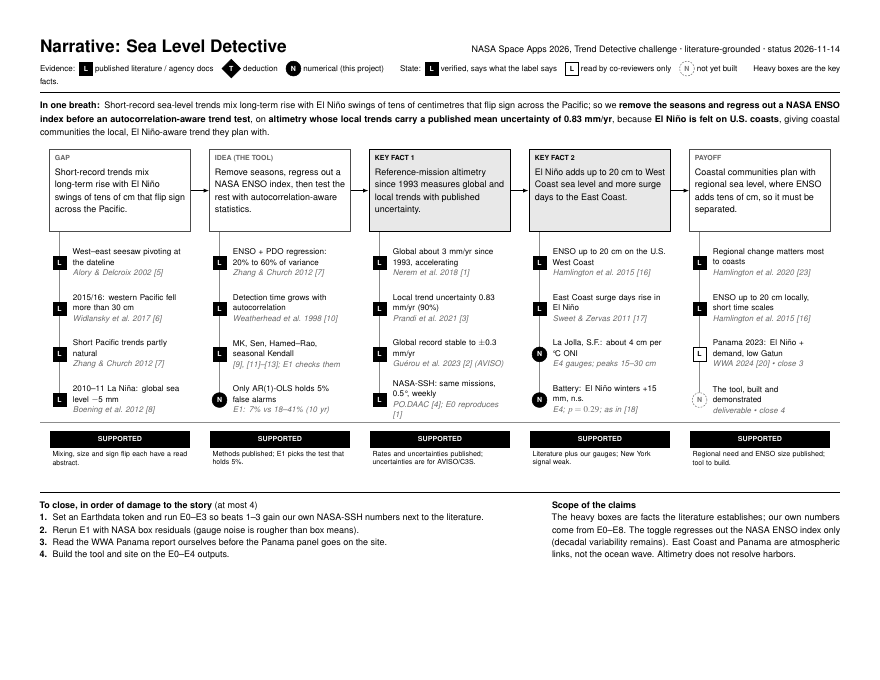 Narrative: Sea Level Detective
NASA Space Apps 2026, Trend Detective challenge · literature-grounded · status 2026-11-14
Evidence: L published literature / agency docs T deduction N numerical (this project) State: L verified, says what the label says L read by co-reviewers only N not yet built Heavy boxes are the key
facts.
In one breath: Short-record sea-level trends mix long-term rise with El Niño swings of tens of centimetres that flip sign across the Pacific; so we remove the seasons and regress out a NASA ENSO
index before an autocorrelation-aware trend test, on altimetry whose local trends carry a published mean uncertainty of 0.83 mm/yr, because El Niño is felt on U.S. coasts, giving coastal
communities the local, El Niño-aware trend they plan with.
GAP
Short-record trends mix
long-term rise with El Niño
swings of tens of cm that flip sign
across the Pacific.
L
West–east seesaw pivoting at
the dateline
Alory & Delcroix 2002 [5]
L
2015/16: western Pacific fell
more than 30 cm
Widlansky et al. 2017 [6]
L
Short Pacific trends partly
natural
Zhang & Church 2012 [7]
L
2010–11 La Niña: global sea
level −5 mm
Boening et al. 2012 [8]
SUPPORTED
Mixing, size and sign flip each have a read
abstract.
IDEA (THE TOOL)
Remove seasons, regress out a
NASA ENSO index, then test the
rest with autocorrelation-aware
statistics.
L
ENSO + PDO regression:
20% to 60% of variance
Zhang & Church 2012 [7]
L
Detection time grows with
autocorrelation
Weatherhead et al. 1998 [10]
L
MK, Sen, Hamed–Rao,
seasonal Kendall
[9], [11]–[13]; E1 checks them
N
Only AR(1)-OLS holds 5%
false alarms
E1: 7% vs 18–41% (10 yr)
SUPPORTED
Methods published; E1 picks the test that
holds 5%.
KEY FACT 1
Reference-mission altimetry
since 1993 measures global and
local trends with published
uncertainty.
L
Global about 3 mm/yr since
1993, accelerating
Nerem et al. 2018 [1]
L
Local trend uncertainty 0.83
mm/yr (90%)
Prandi et al. 2021 [3]
L
Global record stable to ±0.3
mm/yr
Guérou et al. 2023 [2] (AVISO)
L
NASA-SSH: same missions,
0.5°, weekly
PO.DAAC [4]; E0 reproduces
[1]
SUPPORTED
Rates and uncertainties published;
uncertainties are for AVISO/C3S.
KEY FACT 2
El Niño adds up to 20 cm to West
Coast sea level and more surge
days to the East Coast.
L
ENSO up to 20 cm on the U.S.
West Coast
Hamlington et al. 2015 [16]
L
East Coast surge days rise in
El Niño
Sweet & Zervas 2011 [17]
N
La Jolla, S.F.: about 4 cm per
°C ONI
E4 gauges; peaks 15–30 cm
N
Battery: El Niño winters +15
mm, n.s.
E4; p = 0.29; as in [18]
SUPPORTED
Literature plus our gauges; New York
signal weak.
PAYOFF
Coastal communities plan with
regional sea level, where ENSO
adds tens of cm, so it must be
separated.
L
Regional change matters most
to coasts
Hamlington et al. 2020 [23]
L
ENSO up to 20 cm locally,
short time scales
Hamlington et al. 2015 [16]
L
Panama 2023: El Niño +
demand, low Gatun
WWA 2024 [20] • close 3
N
The tool, built and
demonstrated
deliverable • close 4
SUPPORTED
Regional need and ENSO size published;
tool to build.
To close, in order of damage to the story (at most 4)
1. Set an Earthdata token and run E0–E3 so beats 1–3 gain our own NASA-SSH numbers next to the literature.
2. Rerun E1 with NASA box residuals (gauge noise is rougher than box means).
3. Read the WWA Panama report ourselves before the Panama panel goes on the site.
4. Build the tool and site on the E0–E4 outputs.
Scope of the claims
The heavy boxes are facts the literature establishes; our own numbers
come from E0–E8. The toggle regresses out the NASA ENSO index only
(decadal variability remains). East Coast and Panama are atmospheric
links, not the ocean wave. Altimetry does not resolve harbors.